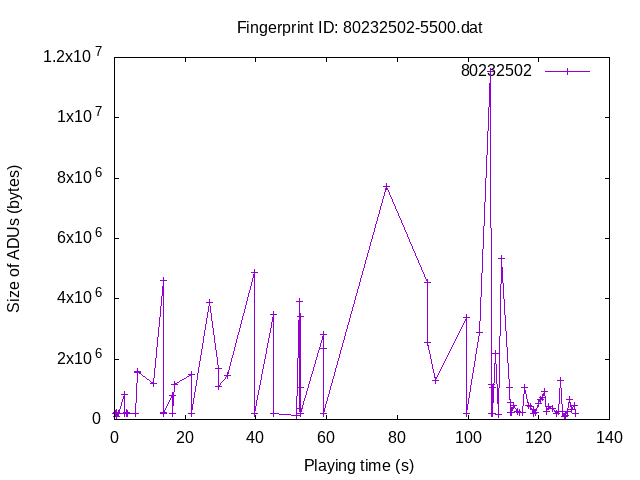 Fingerprint ID: 80232502-5500.dat
80232502
Size of ADUs (bytes)
1.2x10^7
1x10^7
8x10^6
6x10^6
4x10^6
2x10^6
0
0 20 40 60 80 100 120 140
Playing time (s)